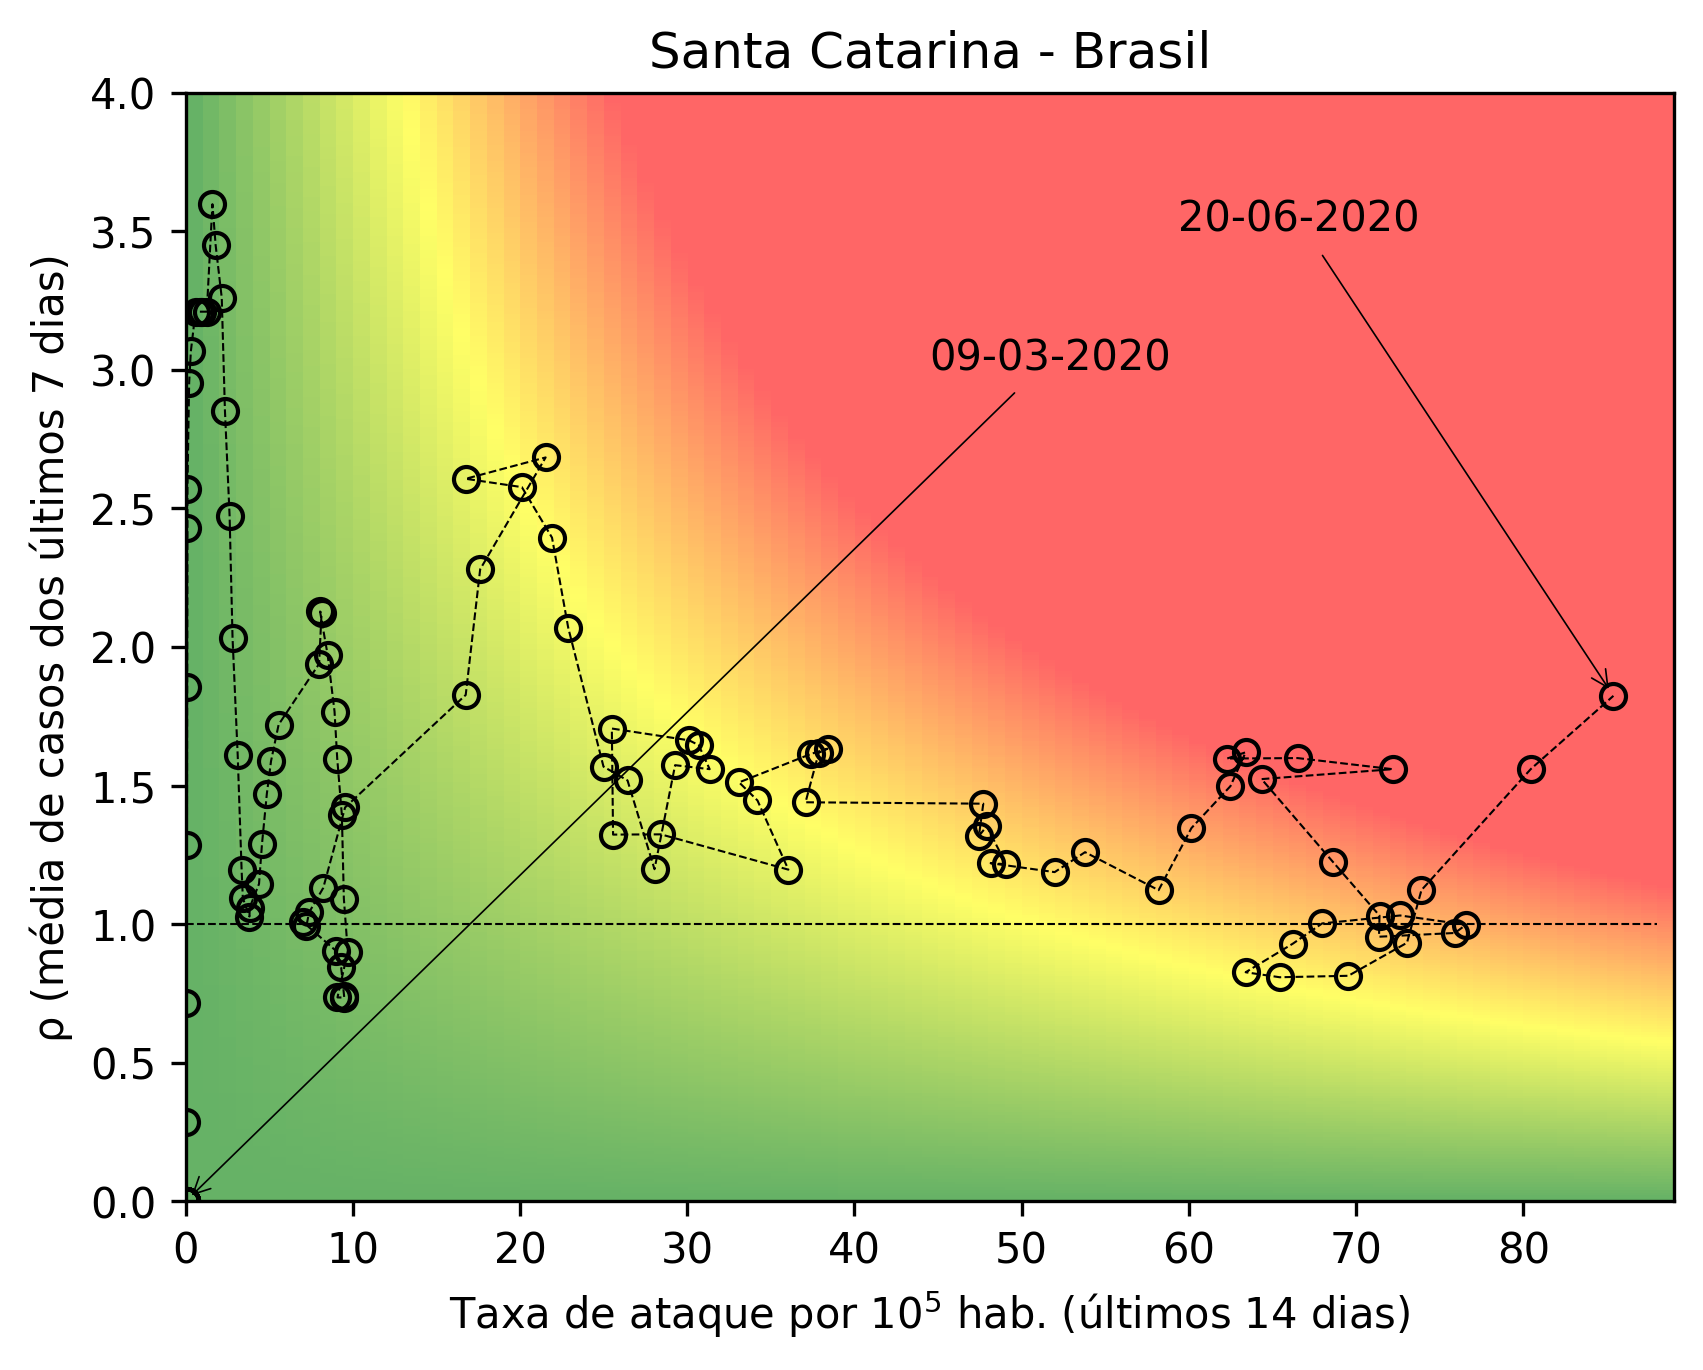 Santa Catarina - Brasil
4.0
3.5
3.0
2.5
2.0
1.5
1.0
0.5
0.0
ρ (média de casos dos últimos 7 dias)
20-06-2020
09-03-2020
0 10 20 30 40 50 60 70 80
Taxa de ataque por 10⁵ hab. (últimos 14 dias)